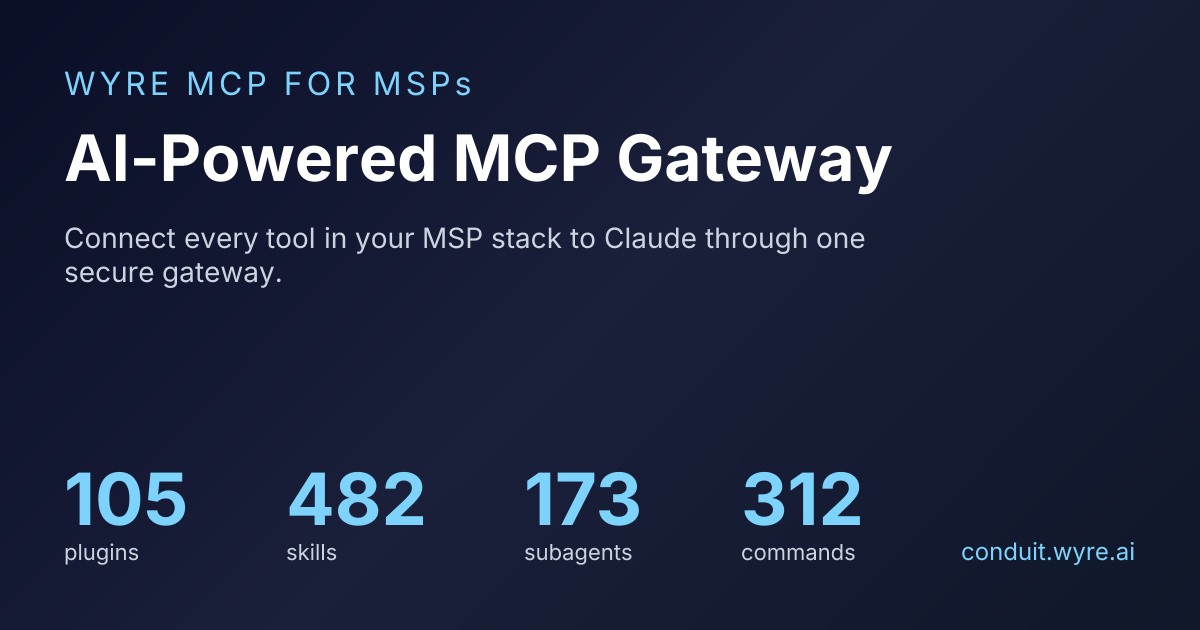 WYRE MCP FOR MSPs
AI-Powered MCP Gateway
Connect every tool in your MSP stack to Claude through one
secure gateway.
105
plugins
482
skills
173
subagents
312
commands
conduit.wyre.ai